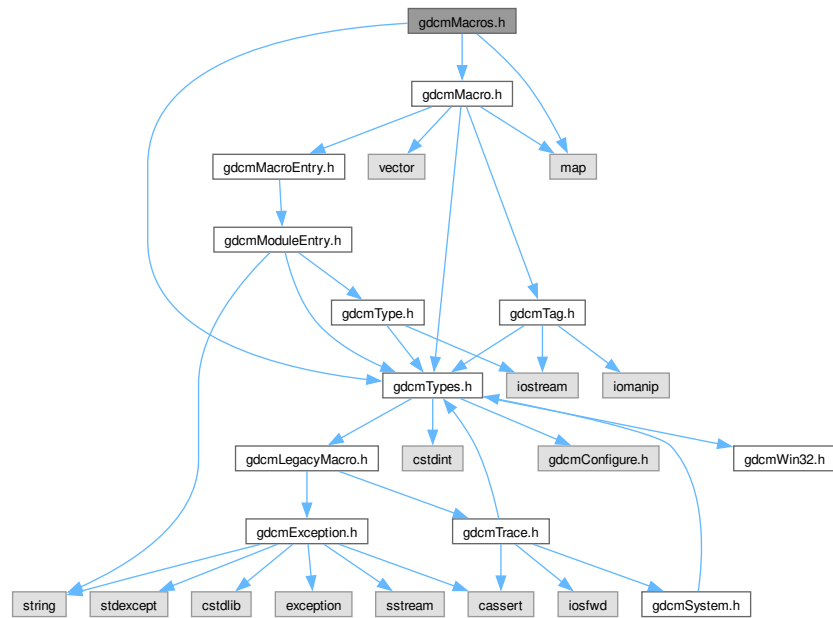 gdcmMacros.h
gdcmMacro.h
gdcmMacroEntry.h
vector
map
gdcmModuleEntry.h
gdcmType.h
gdcmTag.h
gdcmTypes.h
iostream
iomanip
gdcmLegacyMacro.h
cstdint
gdcmConfigure.h
gdcmWin32.h
gdcmException.h
gdcmTrace.h
string
stdexcept
cstdlib
exception
sstream
cassert
iosfwd
gdcmSystem.h